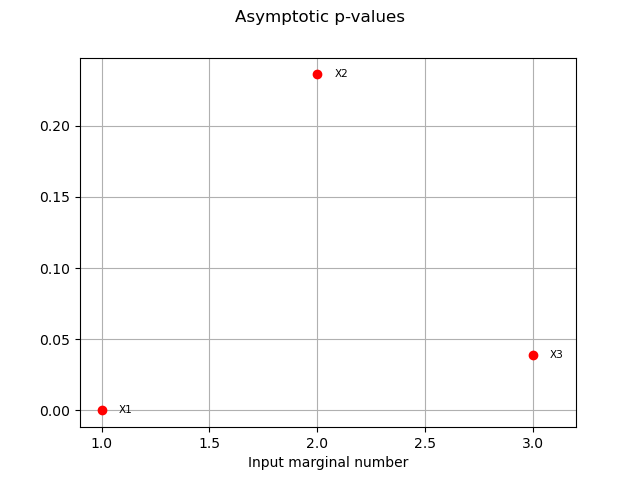 Asymptotic p-values
X2
0.20
0.15
0.10
0.05
X3
0.00
X1
1.0 1.5 2.0 2.5 3.0
Input marginal number